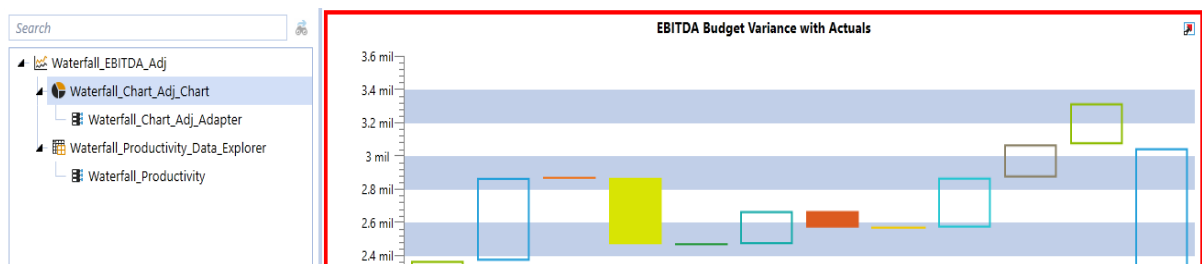 Search
Waterfall_EBITDA_Adj
Waterfall_Chart_Adj_Chart
Waterfall_Chart_Adj_Adapter
Waterfall_Productivity_Data_Explorer
Waterfall_Productivity
EBITDA Budget Variance with Actuals
3.6 mil
3.4 mil
3.2 mil
3 mil
2.8 mil
2.6 mil
2.4 mil